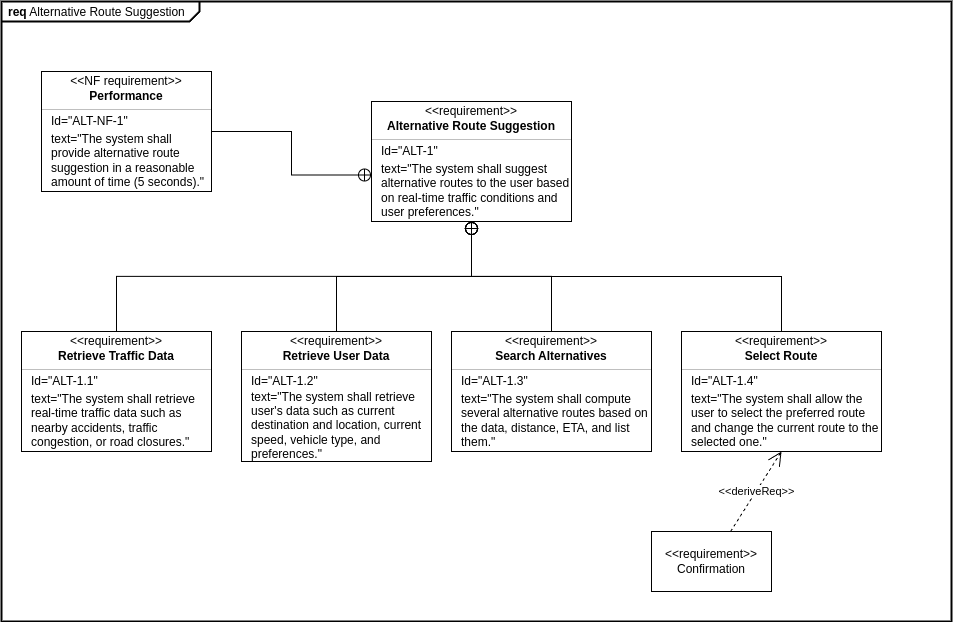 req Alternative Route Suggestion
<<NF requirement>>
Performance
Id="ALT-NF-1"
text="The system shall
provide alternative route
suggestion in a reasonable
amount of time (5 seconds)."
<<requirement>>
Alternative Route Suggestion
Id="ALT-1"
text="The system shall suggest
alternative routes to the user based
on real-time traffic conditions and
user preferences."
<<requirement>>
Retrieve Traffic Data
Id="ALT-1.1"
text="The system shall retrieve
real-time traffic data such as
nearby accidents, traffic
congestion, or road closures."
<<requirement>>
Retrieve User Data
Id="ALT-1.2"
text="The system shall retrieve
user's data such as current
destination and location, current
speed, vehicle type, and
preferences."
<<requirement>>
Search Alternatives
Id="ALT-1.3"
text="The system shall compute
several alternative routes based on
the data, distance, ETA, and list
them."
<<requirement>>
Select Route
Id="ALT-1.4"
text="The system shall allow the
user to select the preferred route
and change the current route to the
selected one."
<<deriveReq>>
<<requirement>>
Confirmation